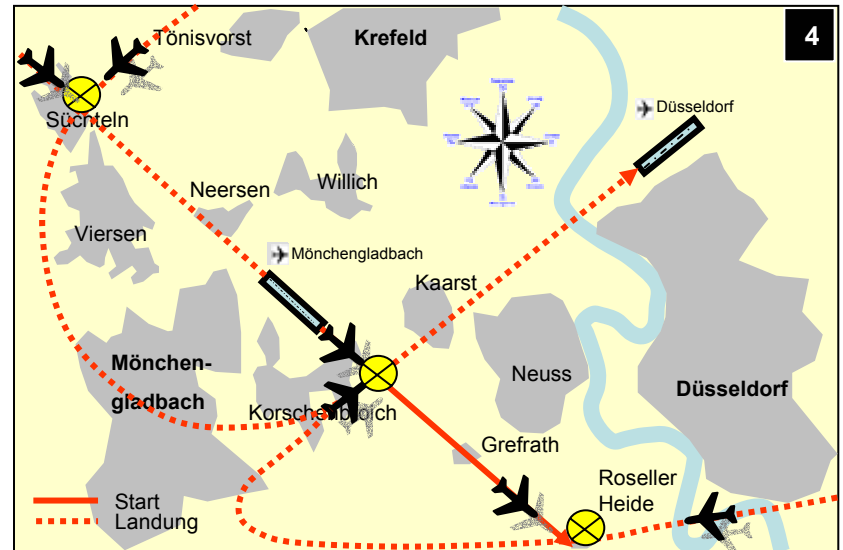 4
Tönisvorst
Krefeld
Süchteln
Düsseldorf
Neersen
Willich
Viersen
Mönchengladbach
Kaarst
Mönchen-
gladbach
Neuss
Düsseldorf
Korschenbroich
Grefrath
Roseller
Heide
Start
Landung